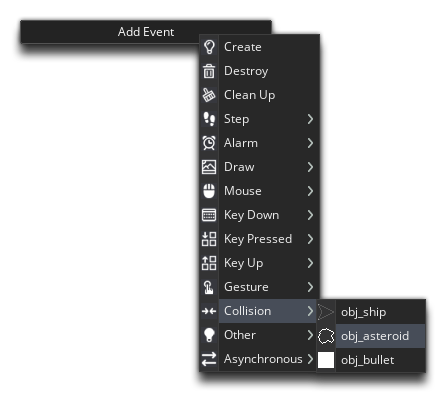 Add Event
Create
Destroy
Clean Up
Step
Alarm
Draw
Mouse
Key Down
Key Pressed
Key Up
Gesture
Collision
obj_ship
Other
obj_asteroid
Asynchronous
obj_bullet